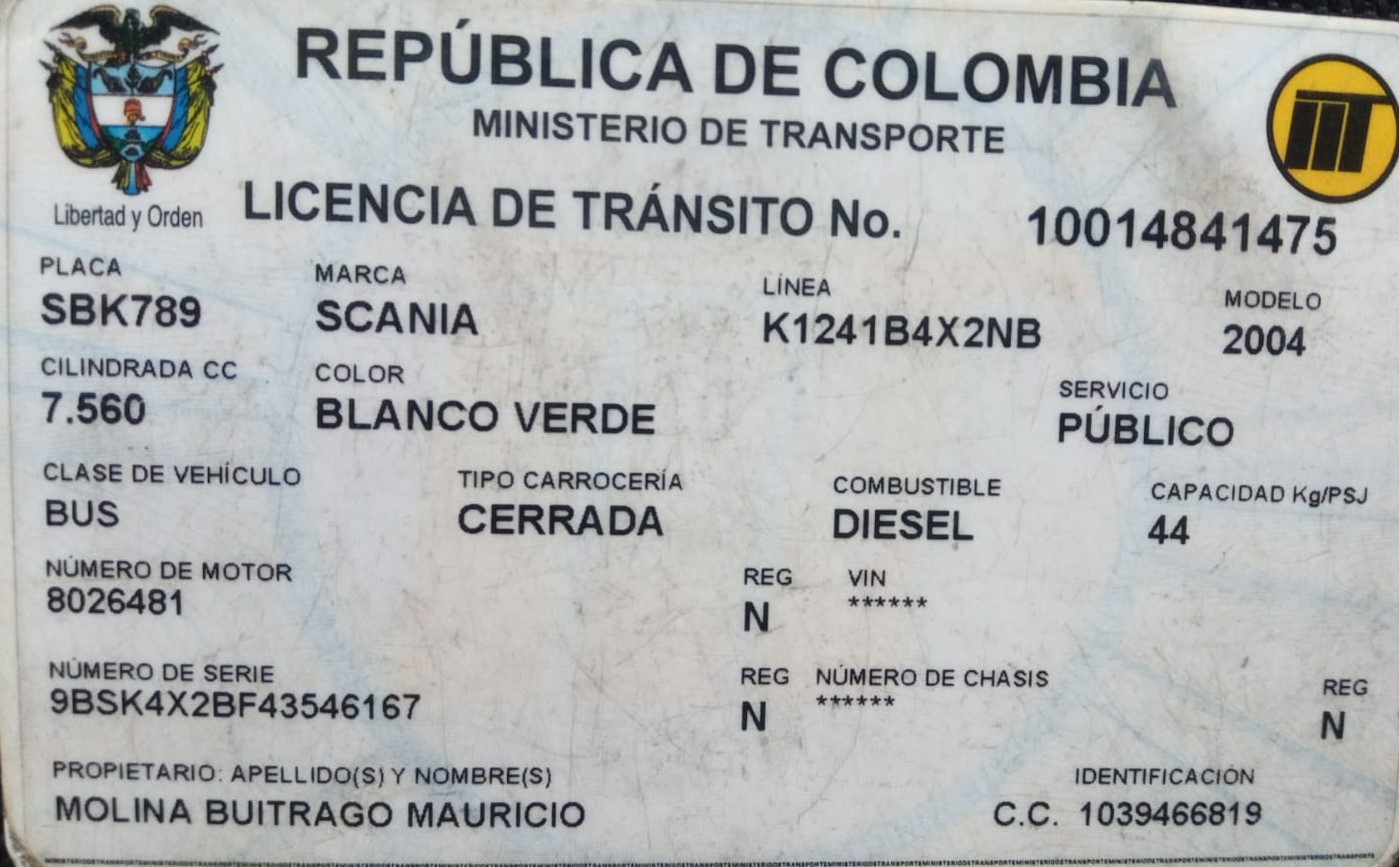 REPÚBLICA DE COLOMBIA
MINISTERIO DE TRANSPORTE
Libertad y Orden
LICENCIA DE TRÁNSITO No. 10014841475
PLACA MARCA LÍNEA MODELO
SBK789 SCANIA K1241B4X2NB 2004
CILINDRADA CC COLOR SERVICIO
7.560 BLANCO VERDE PÚBLICO
CLASE DE VEHÍCULO TIPO CARROCERÍA COMBUSTIBLE CAPACIDAD Kg/PSJ
BUS CERRADA DIESEL 44
NÚMERO DE MOTOR REG VIN
8026481 N ******
NÚMERO DE SERIE REG NÚMERO DE CHASIS REG
9BSK4X2BF43546167 N ****** N
PROPIETARIO: APELLIDO(S) Y NOMBRE(S) IDENTIFICACIÓN
MOLINA BUITRAGO MAURICIO C.C. 1039466819